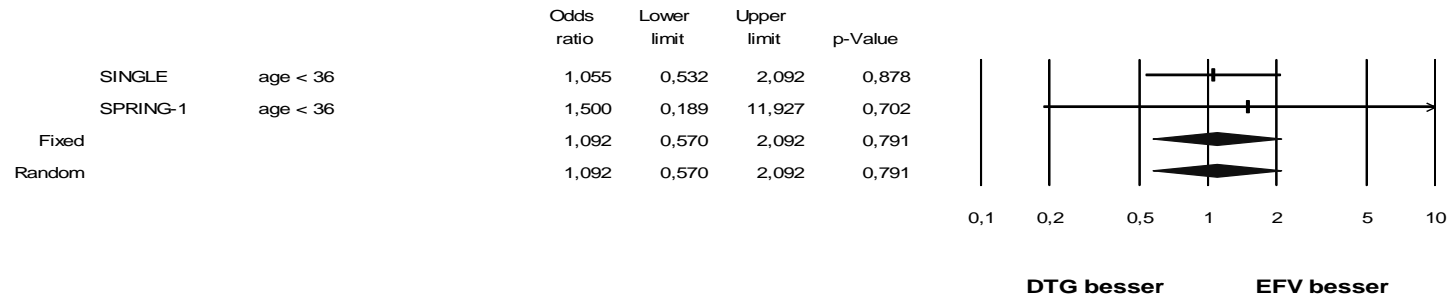 Odds Lower Upper
ratio limit limit p-Value
SINGLE age < 36 1,055 0,532 2,092 0,878
SPRING-1 age < 36 1,500 0,189 11,927 0,702
Fixed 1,092 0,570 2,092 0,791
Random 1,092 0,570 2,092 0,791
0,1 0,2 0,5 1 2 5 10
DTG besser EFV besser